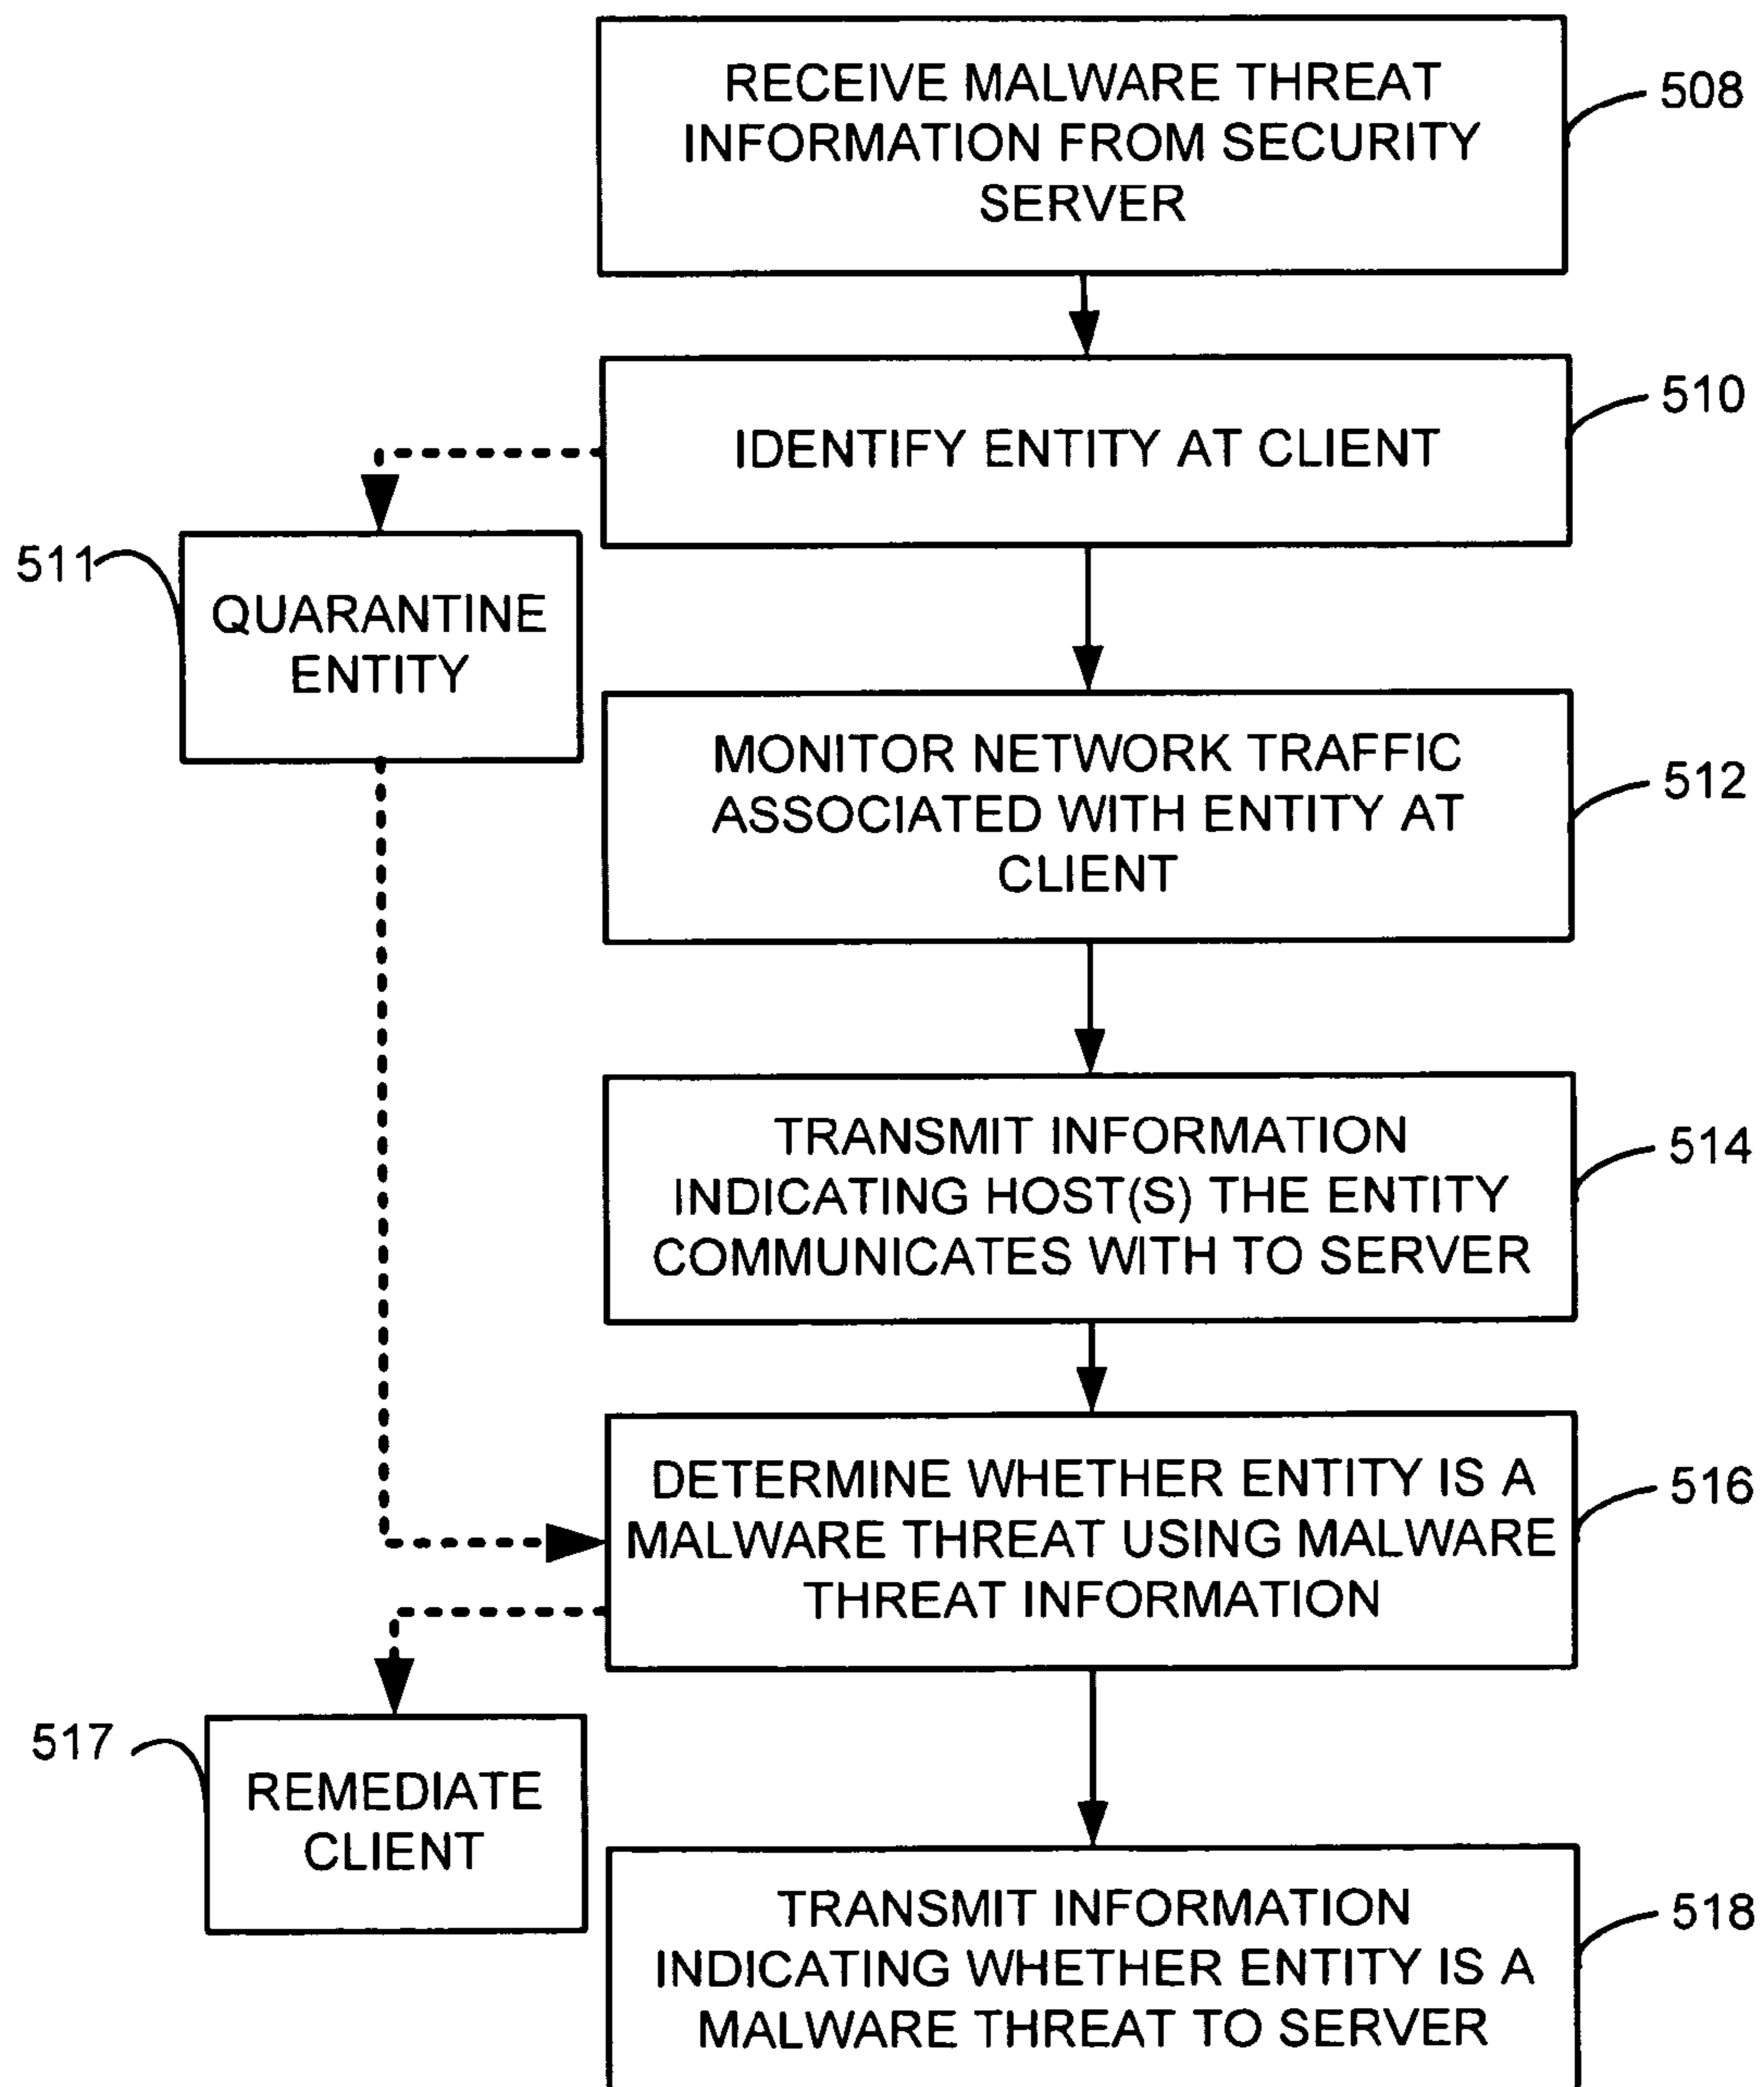 RECEIVE MALWARE THREAT
INFORMATION FROM SECURITY
SERVER
508
IDENTIFY ENTITY AT CLIENT
510
511
QUARANTINE
ENTITY
MONITOR NETWORK TRAFFIC
ASSOCIATED WITH ENTITY AT
CLIENT
512
TRANSMIT INFORMATION
INDICATING HOST(S) THE ENTITY
COMMUNICATES WITH TO SERVER
514
DETERMINE WHETHER ENTITY IS A
MALWARE THREAT USING MALWARE
THREAT INFORMATION
516
517
REMEDIATE
CLIENT
TRANSMIT INFORMATION
INDICATING WHETHER ENTITY IS A
MALWARE THREAT TO SERVER
518